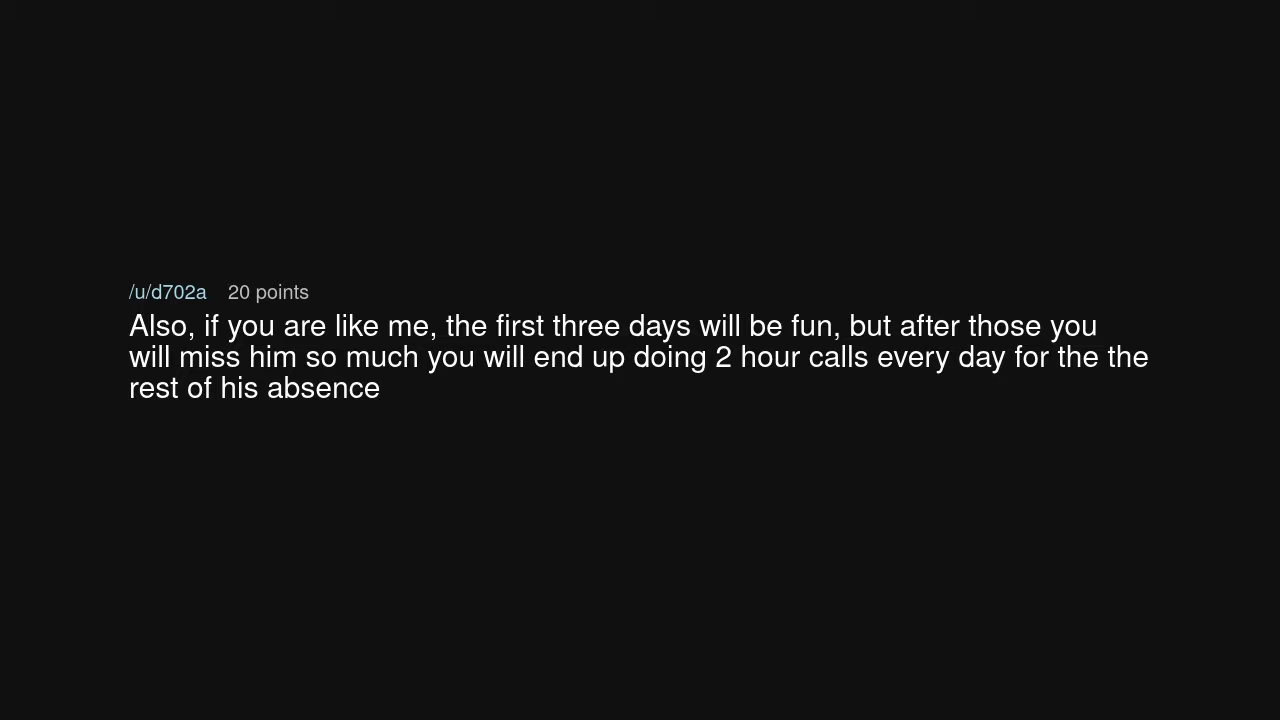 /u/d702a 20 points
Also, if you are like me, the first three days will be fun, but after those you
will miss him so much you will end up doing 2 hour calls every day for the the
rest of his absence